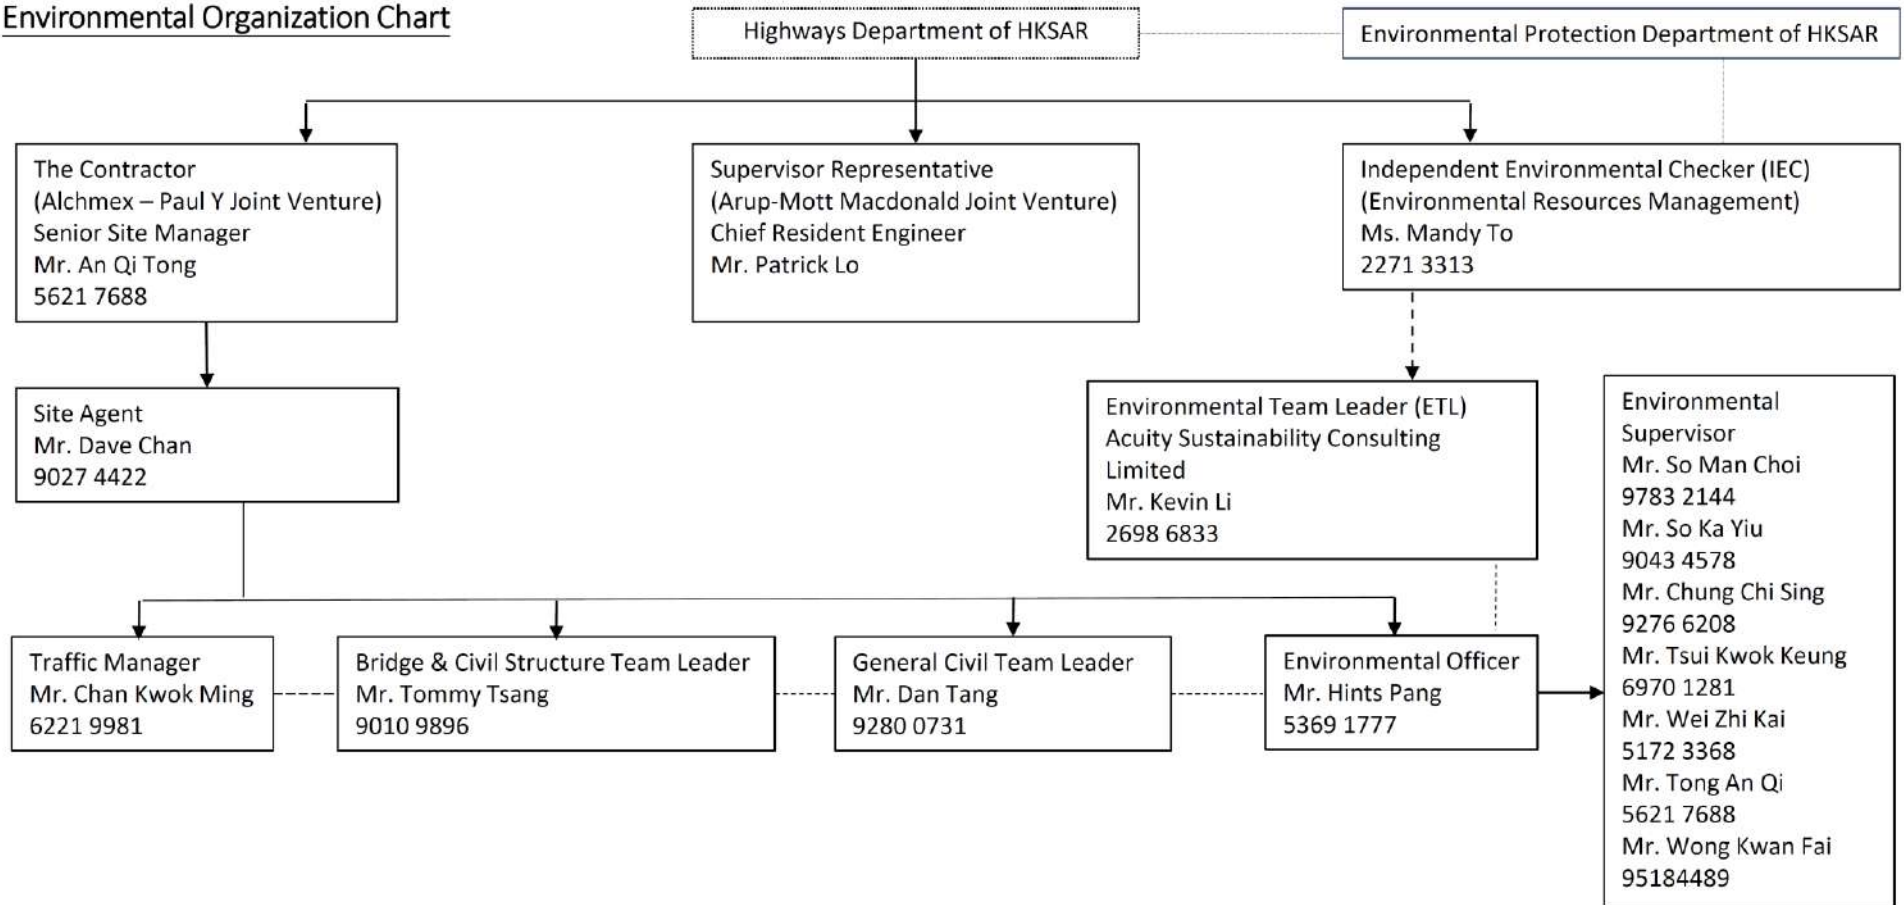 Environmental Organization Chart
Highways Department of HKSAR
Environmental Protection Department of HKSAR
The Contractor
(Alchmex – Paul Y Joint Venture)
Senior Site Manager
Mr. An Qi Tong
5621 7688
Supervisor Representative
(Arup-Mott Macdonald Joint Venture)
Chief Resident Engineer
Mr. Patrick Lo
Independent Environmental Checker (IEC)
(Environmental Resources Management)
Ms. Mandy To
2271 3313
Site Agent
Mr. Dave Chan
9027 4422
Environmental Team Leader (ETL)
Acuity Sustainability Consulting
Limited
Mr. Kevin Li
2698 6833
Environmental
Supervisor
Mr. So Man Choi
9783 2144
Mr. So Ka Yiu
9043 4578
Mr. Chung Chi Sing
9276 6208
Mr. Tsui Kwok Keung
6970 1281
Mr. Wei Zhi Kai
5172 3368
Mr. Tong An Qi
5621 7688
Mr. Wong Kwan Fai
95184489
Traffic Manager
Mr. Chan Kwok Ming
6221 9981
Bridge & Civil Structure Team Leader
Mr. Tommy Tsang
9010 9896
General Civil Team Leader
Mr. Dan Tang
9280 0731
Environmental Officer
Mr. Hints Pang
5369 1777